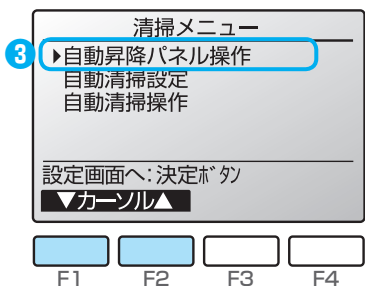 清掃メニュー
3 ▶自動昇降パネル操作
自動清掃設定
自動清掃操作
設定画面へ:決定ﾎﾞﾀﾝ
▼カーソル▲
F1 F2 F3 F4